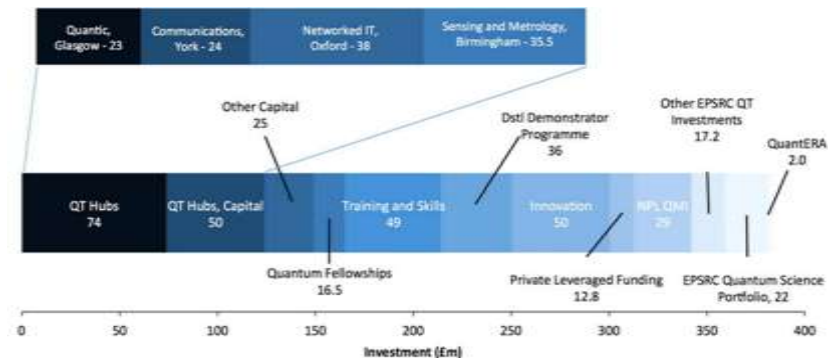 Quantic,
Glasgow - 23
Communications,
York - 24
Networked IT,
Oxford - 38
Sensing and Metrology,
Birmingham - 35.5
Other Capital
25
Dstl Demonstrator
Programme
36
Other EPSRC QT
Investments
17.2
QuantERA
2.0
QT Hubs
74
QT Hubs, Capital
50
Training and Skills
49
Innovation
50
NPL QMI
29
Quantum Fellowships
16.5
Private Leveraged Funding
12.8
EPSRC Quantum Science
Portfolio, 22
0 50 100 150 200 250 300 350 400
Investment (£m)